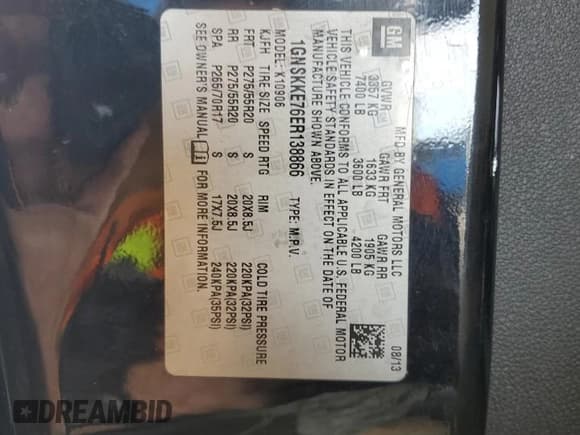 GM
MFD BY GENERAL MOTORS LLC
08/13
GVWR GAWR FRT GAWR RR
3357 KG 1633 KG 1905 KG
7400 LB 3600 LB 4200 LB
THIS VEHICLE CONFORMS TO ALL APPLICABLE U.S. FEDERAL MOTOR
VEHICLE SAFETY STANDARDS IN EFFECT ON THE DATE OF
MANUFACTURE SHOWN ABOVE.
1GNSKKE76ER138866 TYPE: M.P.V.
MODEL: K10906
KJFH TIRE SIZE SPEED RTG RIM COLD TIRE PRESSURE
FRT P275/55R20 S 20X8.5J 220KPA(32PSI)
RR P275/55R20 S 20X8.5J 220KPA(32PSI)
SPA P265/70R17 S 17X7.5J 240KPA(35PSI)
SEE OWNER'S MANUAL FOR MORE INFORMATION.
DREAMBID